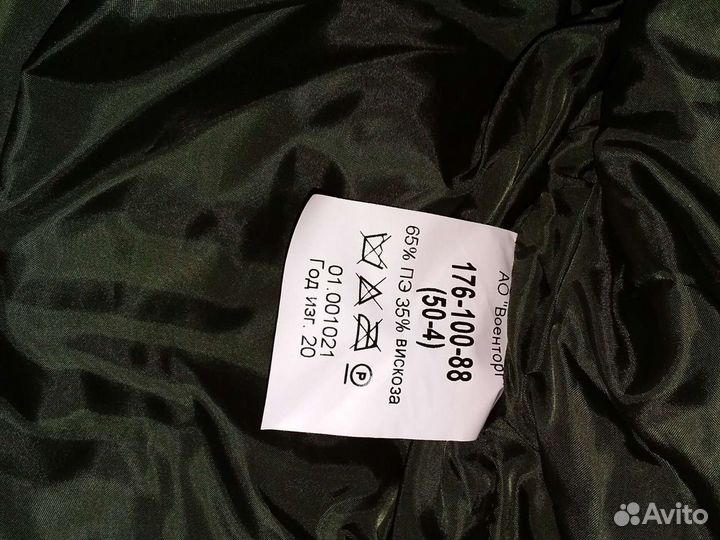 АО "Военторг
176-100-88
(50-4)
65% ПЭ 35% вискоза
P
01.001021
Год изг. 20
Avito